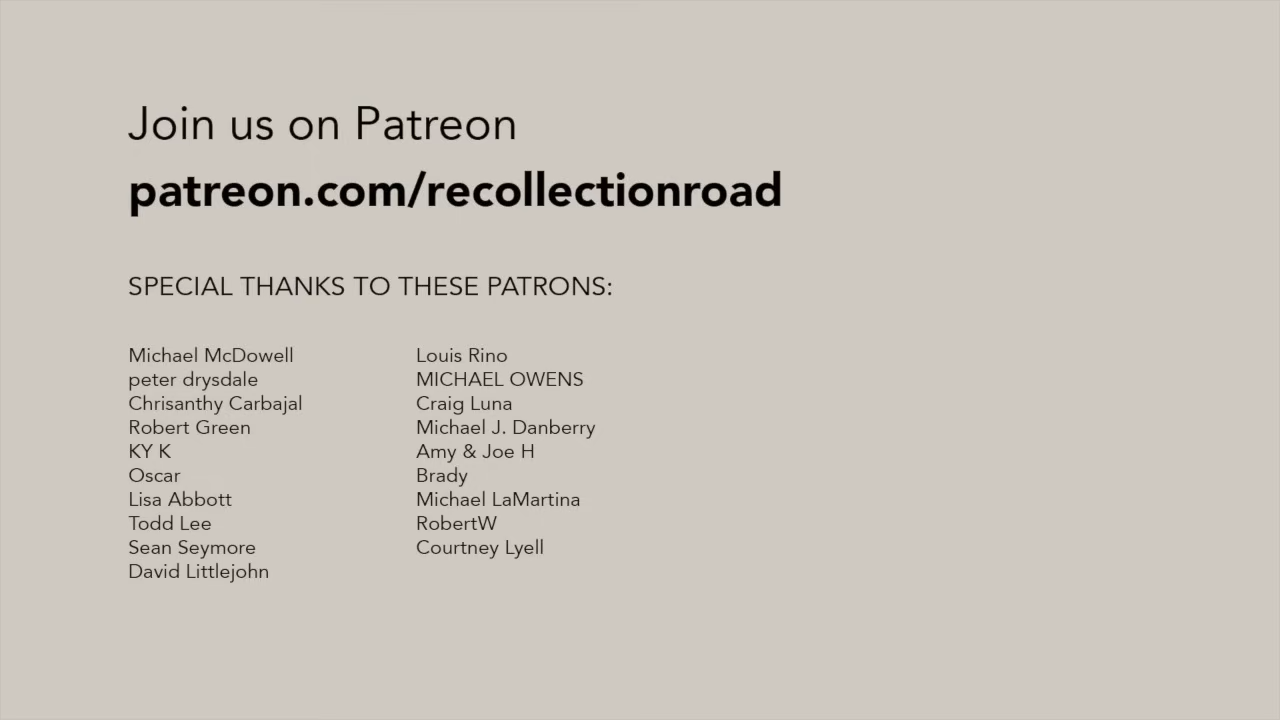 Join us on Patreon
patreon.com/recollectionroad
SPECIAL THANKS TO THESE PATRONS:
Michael McDowell
peter drysdale
Chrisanthy Carbajal
Robert Green
KY K
Oscar
Lisa Abbott
Todd Lee
Sean Seymore
David Littlejohn
Louis Rino
MICHAEL OWENS
Craig Luna
Michael J. Danberry
Amy & Joe H
Brady
Michael LaMartina
RobertW
Courtney Lyell